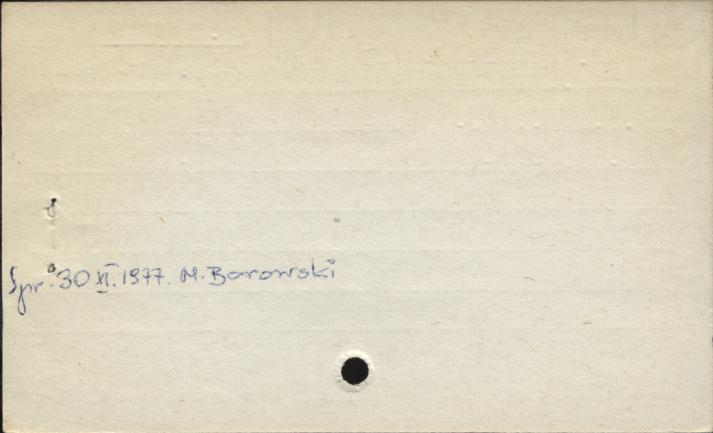 Spr. 30 XI. 1977. M. Borowski